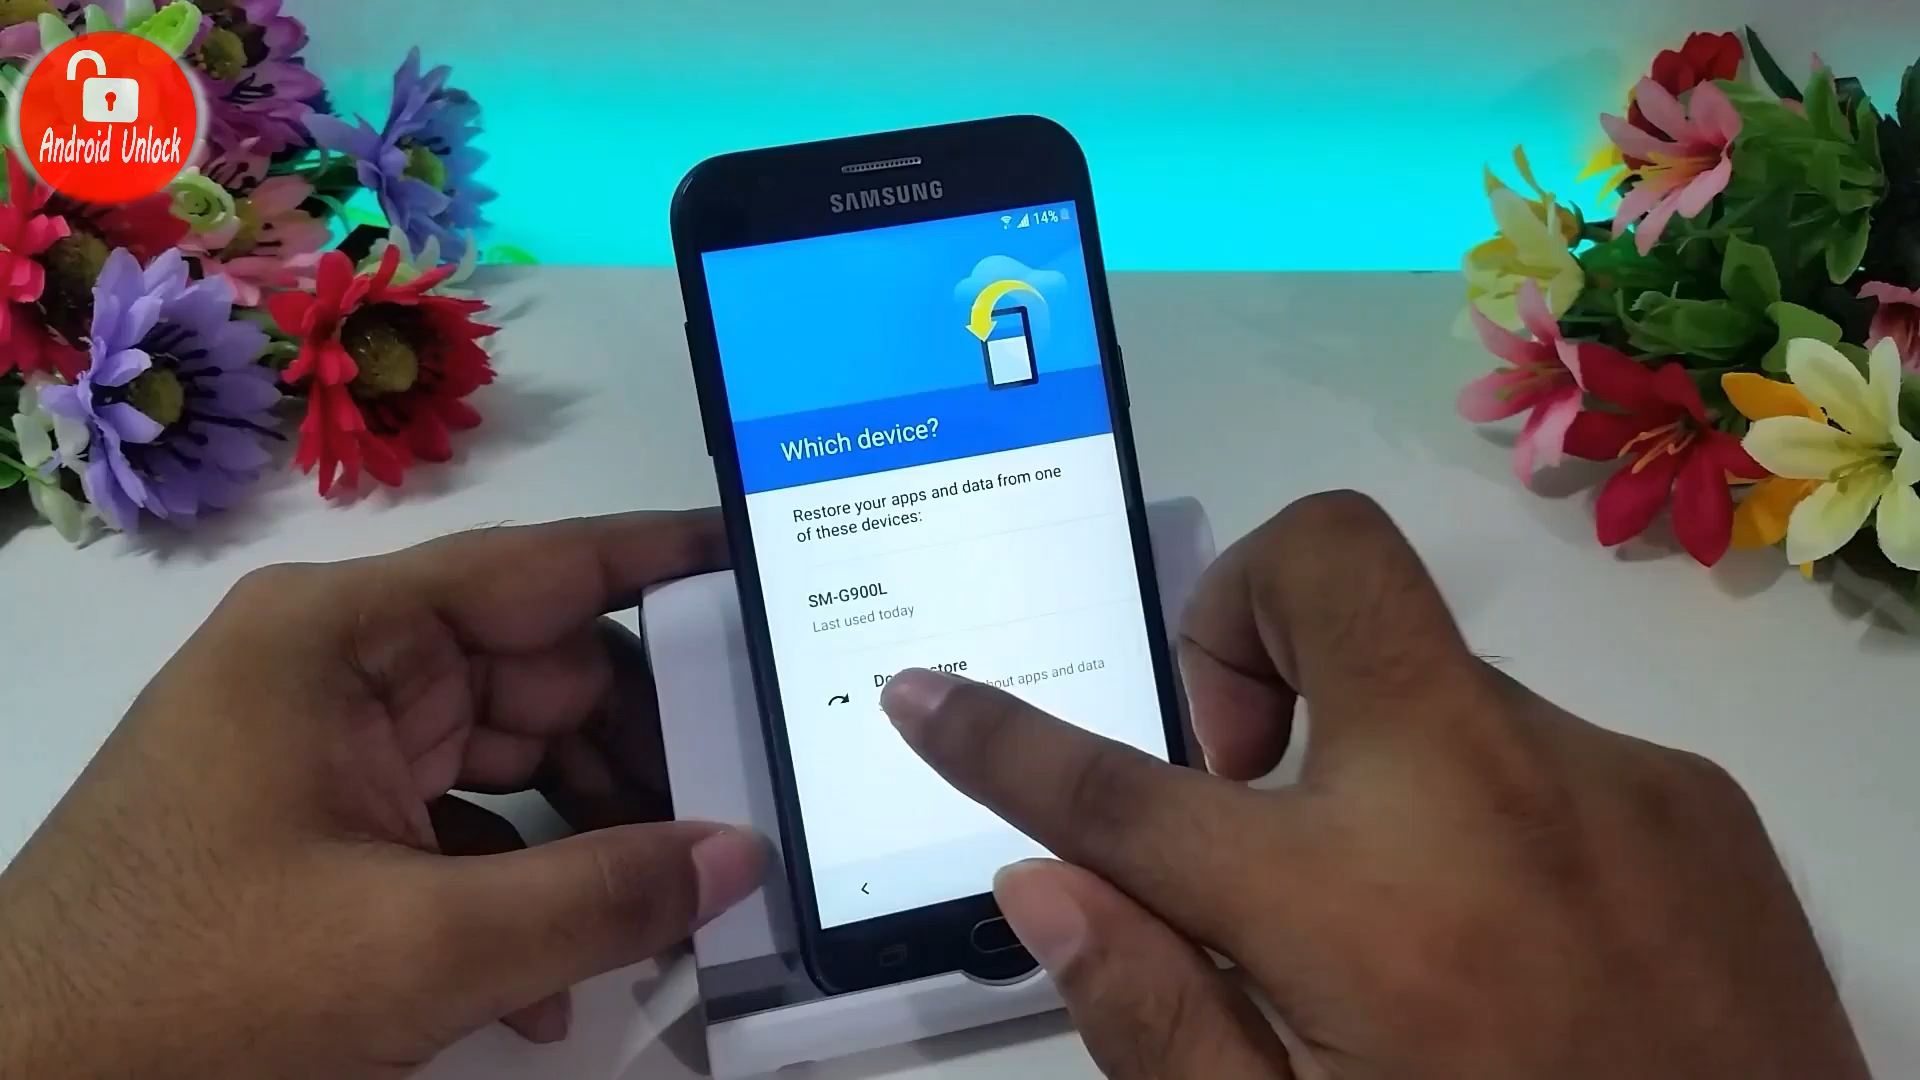 Android Unlock
SAMSUNG
14%
Which device?
Restore your apps and data from one
of these devices:
SM-G900L
Last used today
apps and data